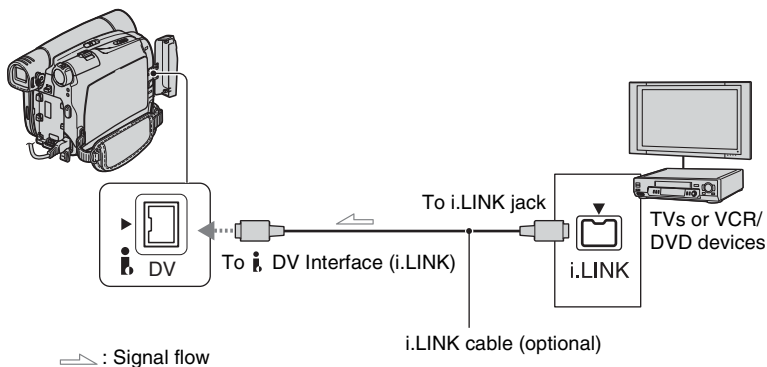 To i.LINK jack
TVs or VCR/
DVD devices
DV
To i DV Interface (i.LINK)
i.LINK
i.LINK cable (optional)
: Signal flow